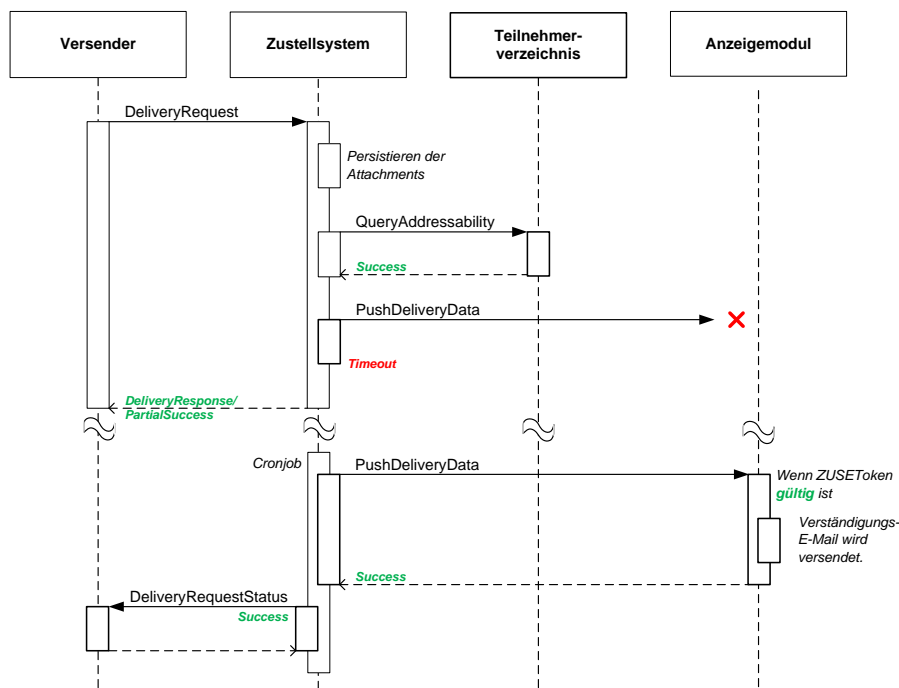 Versender
Zustellsystem
Teilnehmer-
verzeichnis
Anzeigemodul
DeliveryRequest
Persistieren der
Attachments
QueryAddressability
Success
PushDeliveryData
Timeout
DeliveryResponse/
PartialSuccess
Cronjob
PushDeliveryData
Wenn ZUSEToken
gültig ist
Verständigungs-
E-Mail wird
versendet.
Success
DeliveryRequestStatus
Success